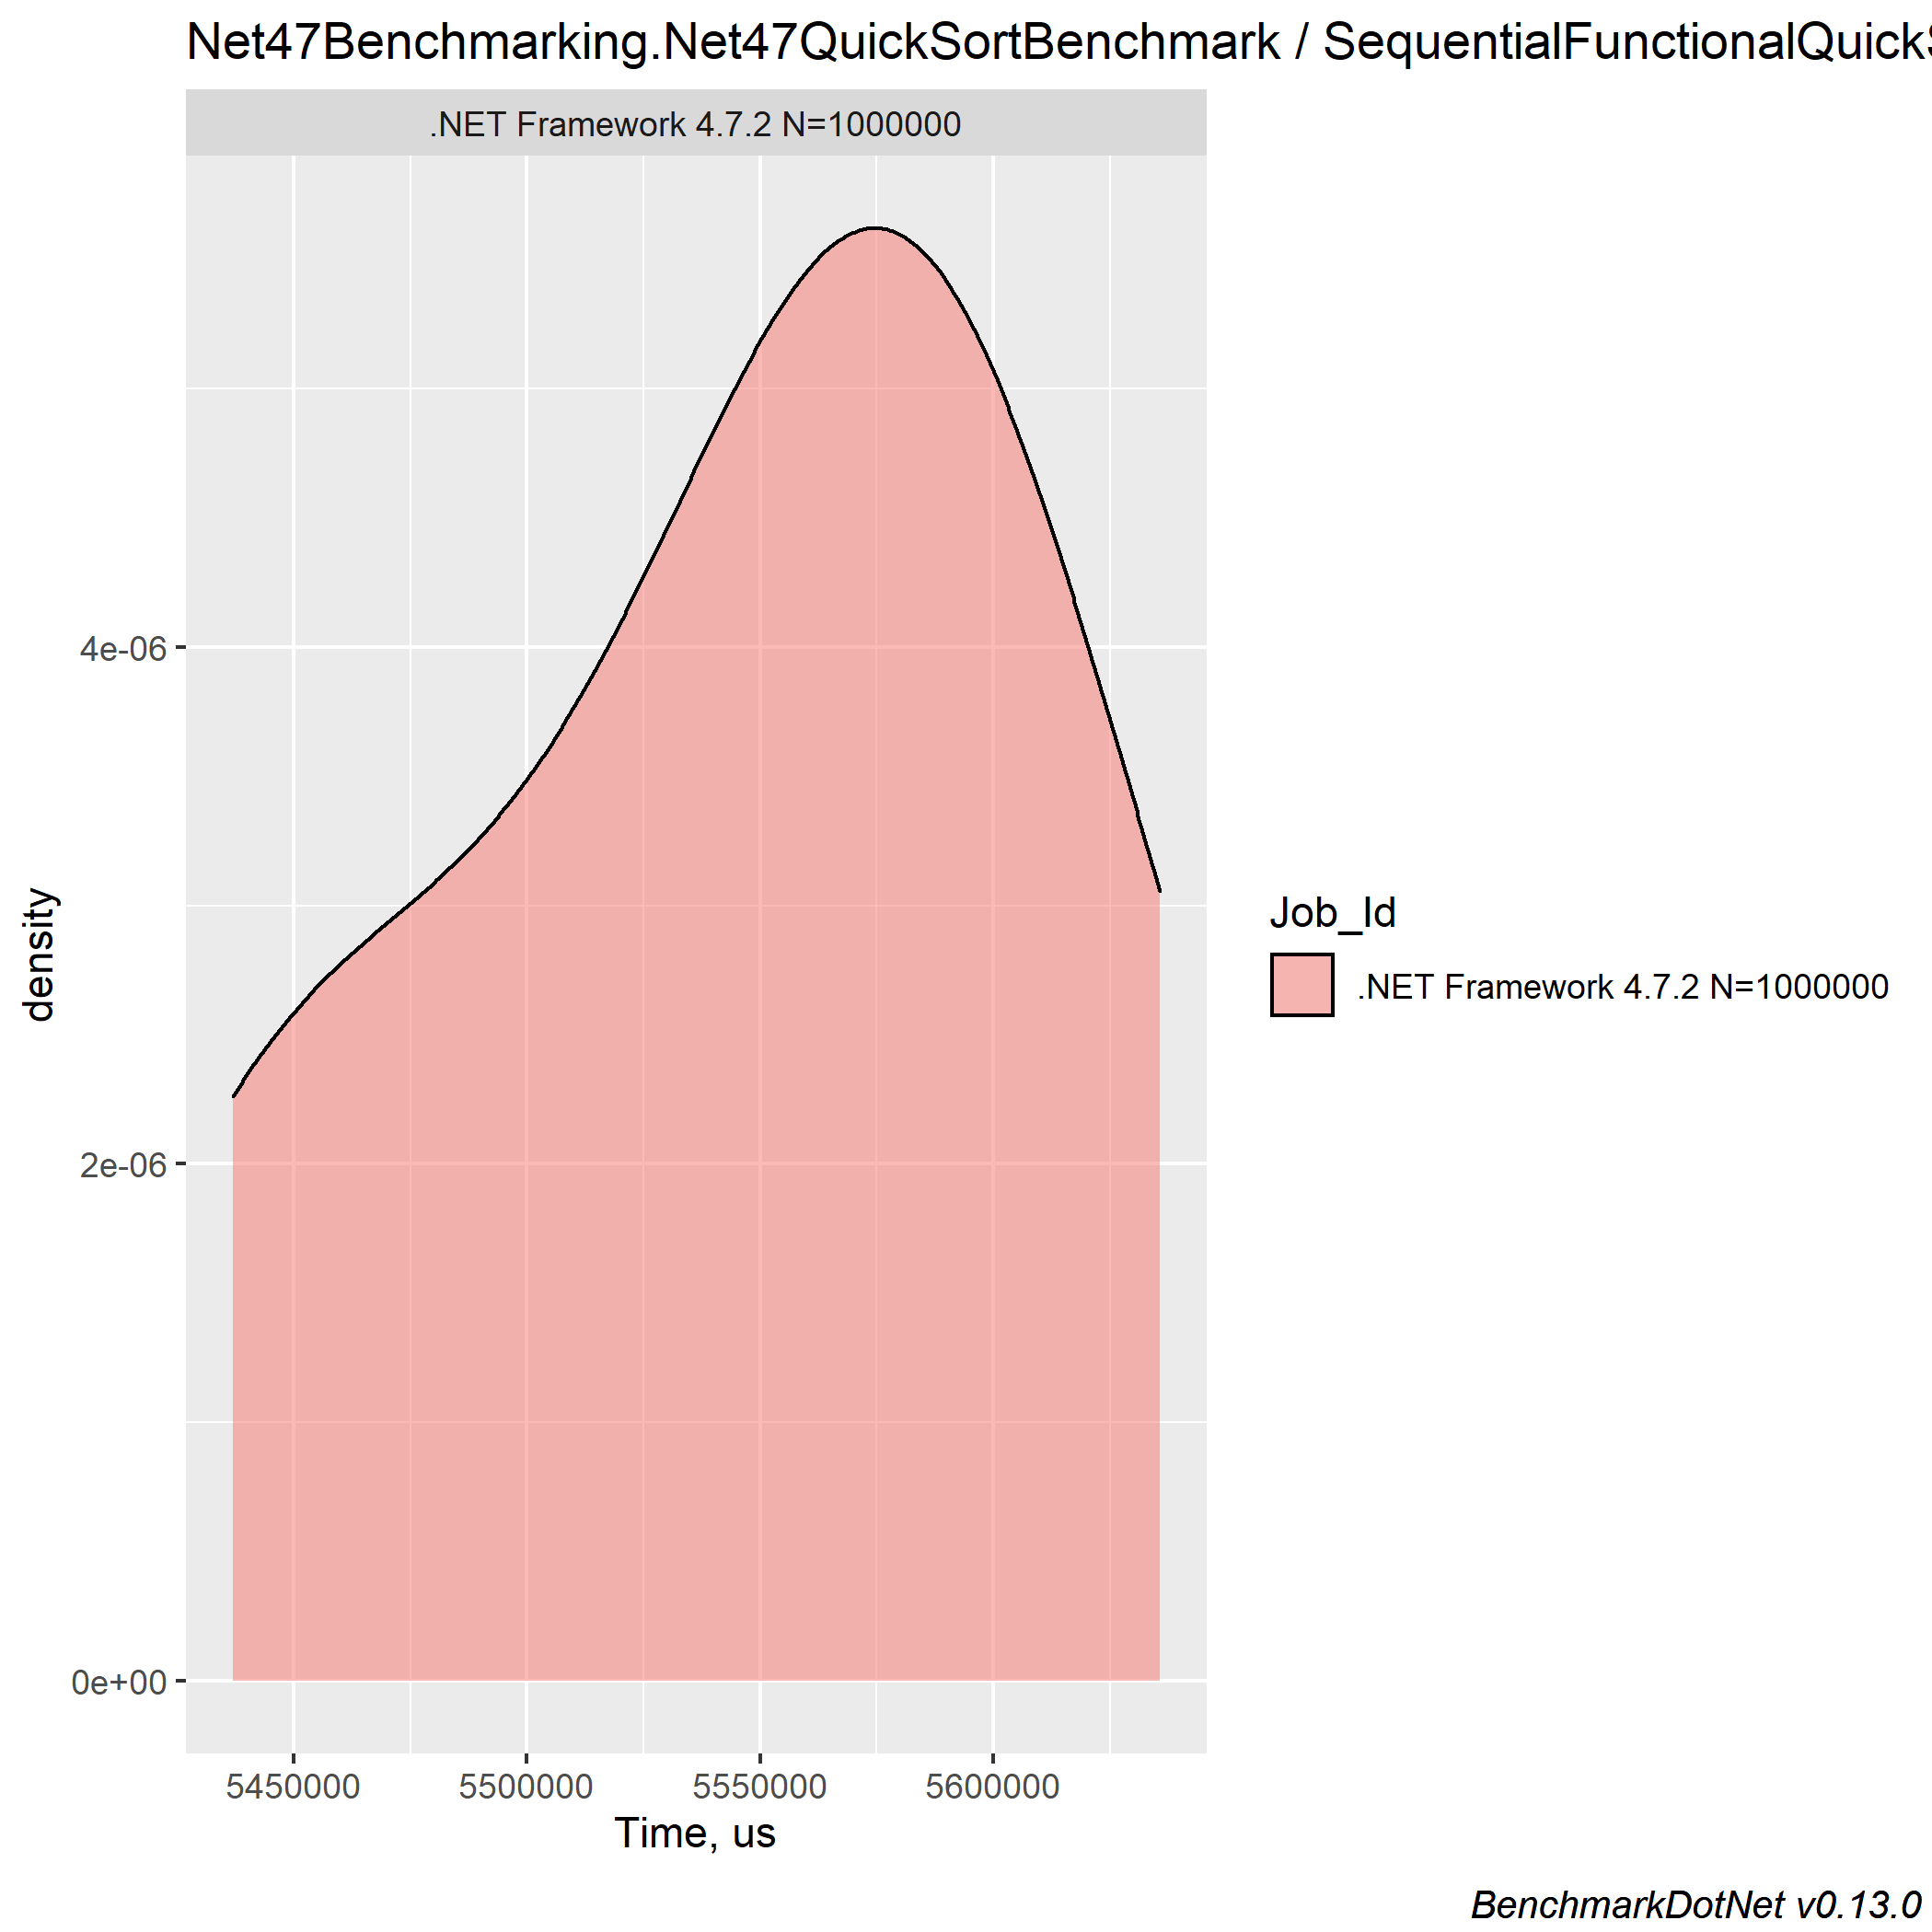 Net47Benchmarking.Net47QuickSortBenchmark / SequentialFunctionalQuick
.NET Framework 4.7.2 N=1000000
4e-06
2e-06
0e+00
density
5450000 5500000 5550000 5600000
Time, us
Job_Id
.NET Framework 4.7.2 N=1000000
BenchmarkDotNet v0.13.0